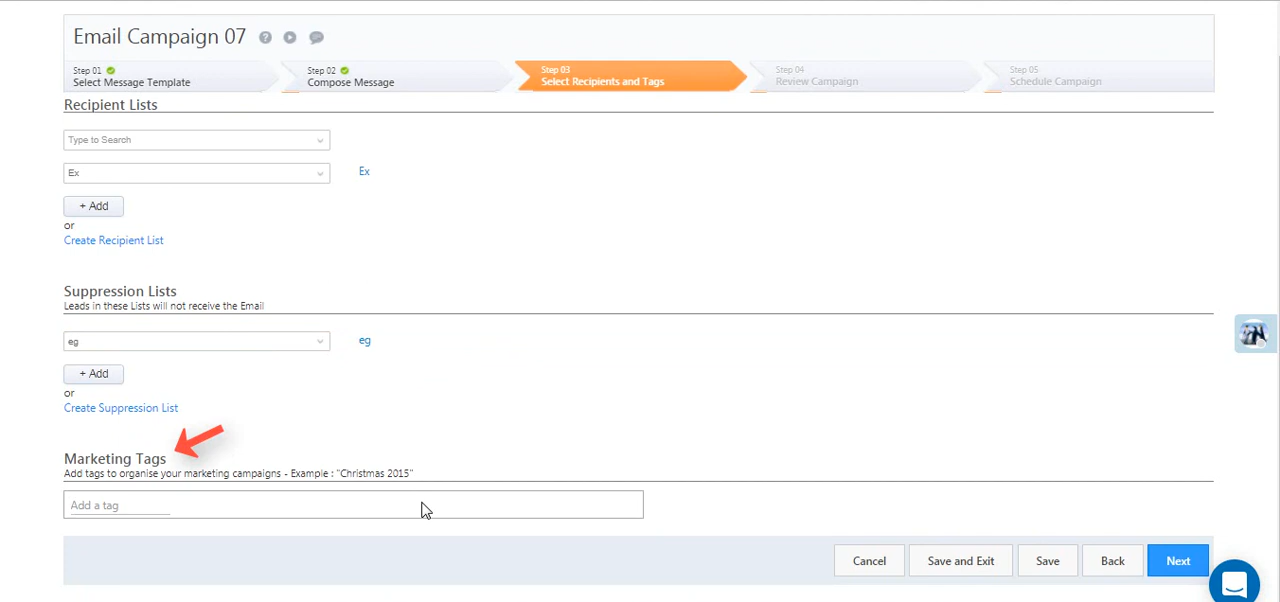 Email Campaign 07
Step 01
Select Message Template
Step 02
Compose Message
Step 03
Select Recipients and Tags
Step 04
Review Campaign
Step 05
Schedule Campaign
Recipient Lists
Type to Search
Ex
Ex
+ Add
or
Create Recipient List
Suppression Lists
Leads in these Lists will not receive the Email
eg
eg
+ Add
or
Create Suppression List
Marketing Tags
Add tags to organise your marketing campaigns - Example : "Christmas 2015"
Add a tag
Cancel
Save and Exit
Save
Back
Next